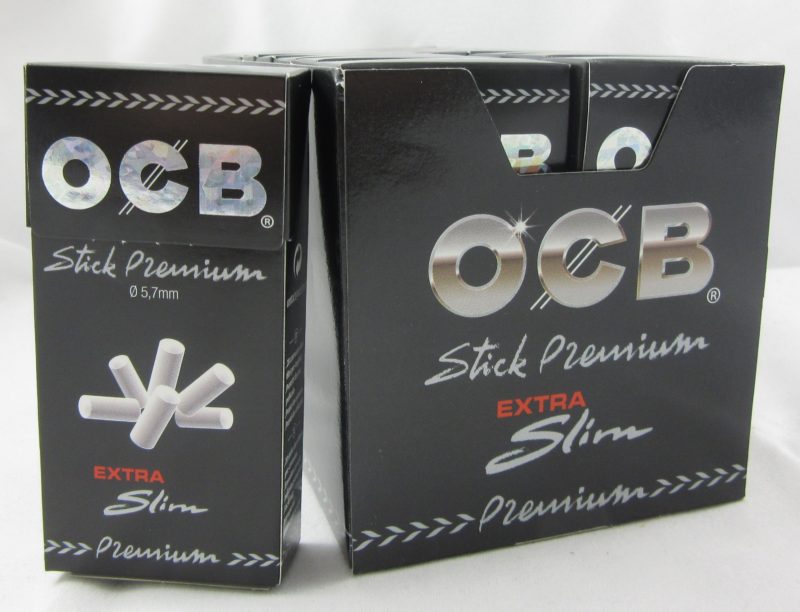 OCB®
Stick Premium
Ø 5,7mm
EXTRA
Slim
Premium
OCB®
Stick Premium
EXTRA
Slim
Premium